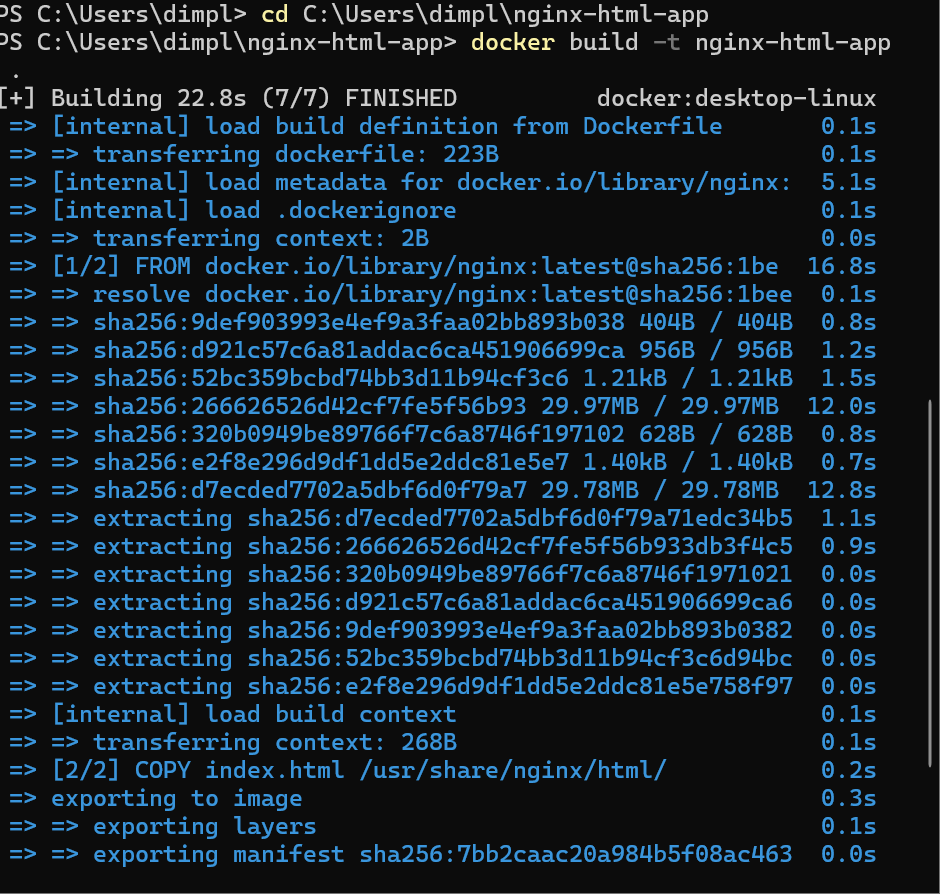 PS C:\Users\dimpl> cd C:\Users\dimpl\nginx-html-app
PS C:\Users\dimpl\nginx-html-app> docker build -t nginx-html-app
.
[+] Building 22.8s (7/7) FINISHED docker:desktop-linux
=> [internal] load build definition from Dockerfile 0.1s
=> => transferring dockerfile: 223B 0.1s
=> [internal] load metadata for docker.io/library/nginx: 5.1s
=> [internal] load .dockerignore 0.1s
=> => transferring context: 2B 0.0s
=> [1/2] FROM docker.io/library/nginx:latest@sha256:1be 16.8s
=> => resolve docker.io/library/nginx:latest@sha256:1bee 0.1s
=> => sha256:9def903993e4ef9a3faa02bb893b038 404B / 404B 0.8s
=> => sha256:d921c57c6a81addac6ca451906699ca 956B / 956B 1.2s
=> => sha256:52bc359bcbd74bb3d11b94cf3c6 1.21kB / 1.21kB 1.5s
=> => sha256:266626526d42cf7fe5f56b93 29.97MB / 29.97MB 12.0s
=> => sha256:320b0949be89766f7c6a8746f197102 628B / 628B 0.8s
=> => sha256:e2f8e296d9df1dd5e2ddc81e5e7 1.40kB / 1.40kB 0.7s
=> => sha256:d7ecded7702a5dbf6d0f79a7 29.78MB / 29.78MB 12.8s
=> => extracting sha256:d7ecded7702a5dbf6d0f79a71edc34b5 1.1s
=> => extracting sha256:266626526d42cf7fe5f56b933db3f4c5 0.9s
=> => extracting sha256:320b0949be89766f7c6a8746f1971021 0.0s
=> => extracting sha256:d921c57c6a81addac6ca451906699ca6 0.0s
=> => extracting sha256:9def903993e4ef9a3faa02bb893b0382 0.0s
=> => extracting sha256:52bc359bcbd74bb3d11b94cf3c6d94bc 0.0s
=> => extracting sha256:e2f8e296d9df1dd5e2ddc81e5e758f97 0.0s
=> [internal] load build context 0.1s
=> => transferring context: 268B 0.1s
=> [2/2] COPY index.html /usr/share/nginx/html/ 0.2s
=> exporting to image 0.3s
=> => exporting layers 0.1s
=> => exporting manifest sha256:7bb2caac20a984b5f08ac463 0.0s